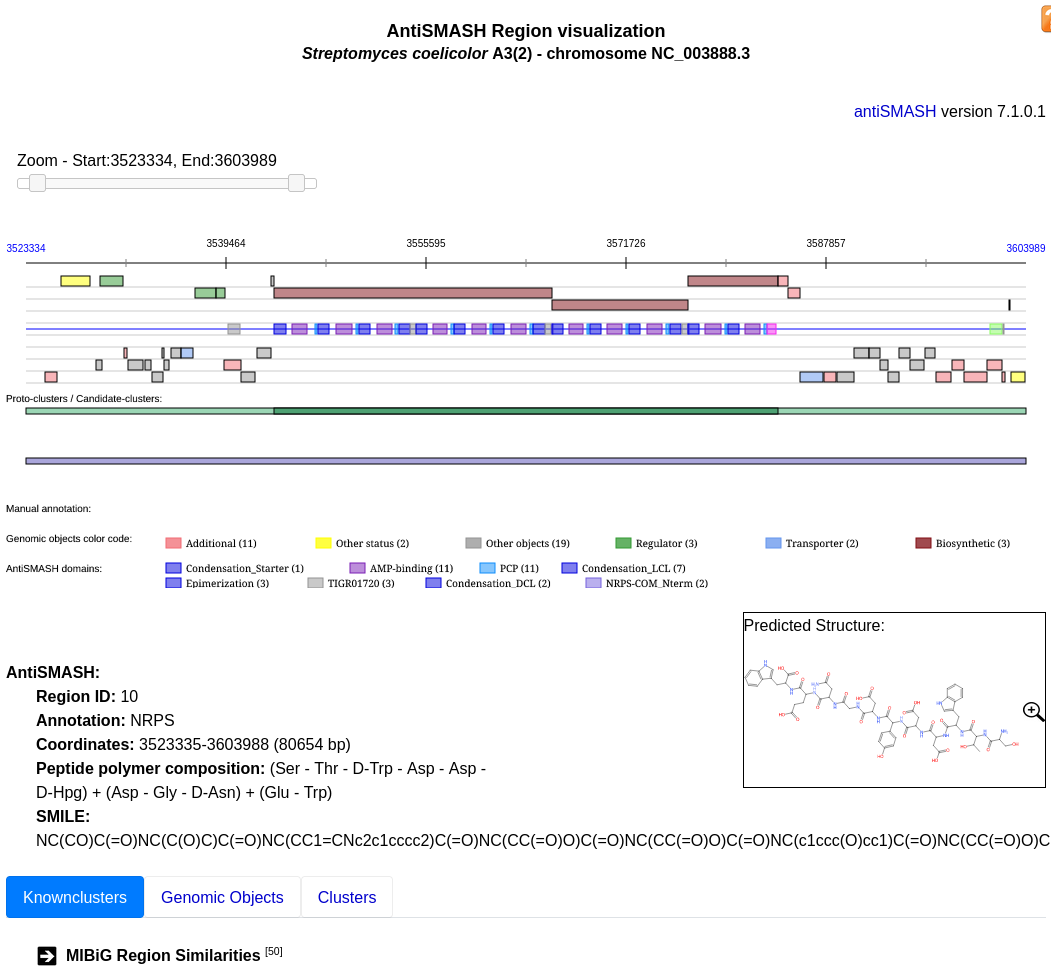 AntiSMASH Region visualization
Streptomyces coelicolor A3(2) - chromosome NC_003888.3
antiSMASH version 7.1.0.1
Zoom - Start:3523334, End:3603989
3523334 3539464 3555595 3571726 3587857 3603989
Proto-clusters / Candidate-clusters:
Manual annotation:
Genomic objects color code: Additional (11) Other status (2) Other objects (19) Regulator (3) Transporter (2) Biosynthetic (3)
AntiSMASH domains: Condensation_Starter (1) AMP-binding (11) PCP (11) Condensation_LCL (7)
Epimerization (3) TIGR01720 (3) Condensation_DCL (2) NRPS-COM_Nterm (2)
Predicted Structure:
AntiSMASH:
Region ID: 10
Annotation: NRPS
Coordinates: 3523335-3603988 (80654 bp)
Peptide polymer composition: (Ser - Thr - D-Trp - Asp - Asp -
D-Hpg) + (Asp - Gly - D-Asn) + (Glu - Trp)
SMILE:
NC(CO)C(=O)NC(C(O)C)C(=O)NC(CC1=CNc2c1cccc2)C(=O)NC(CC(=O)O)C(=O)NC(CC(=O)O)C(=O)NC(c1ccc(O)cc1)C(=O)NC(CC(=O)O)C
Knownclusters Genomic Objects Clusters
MIBiG Region Similarities [50]